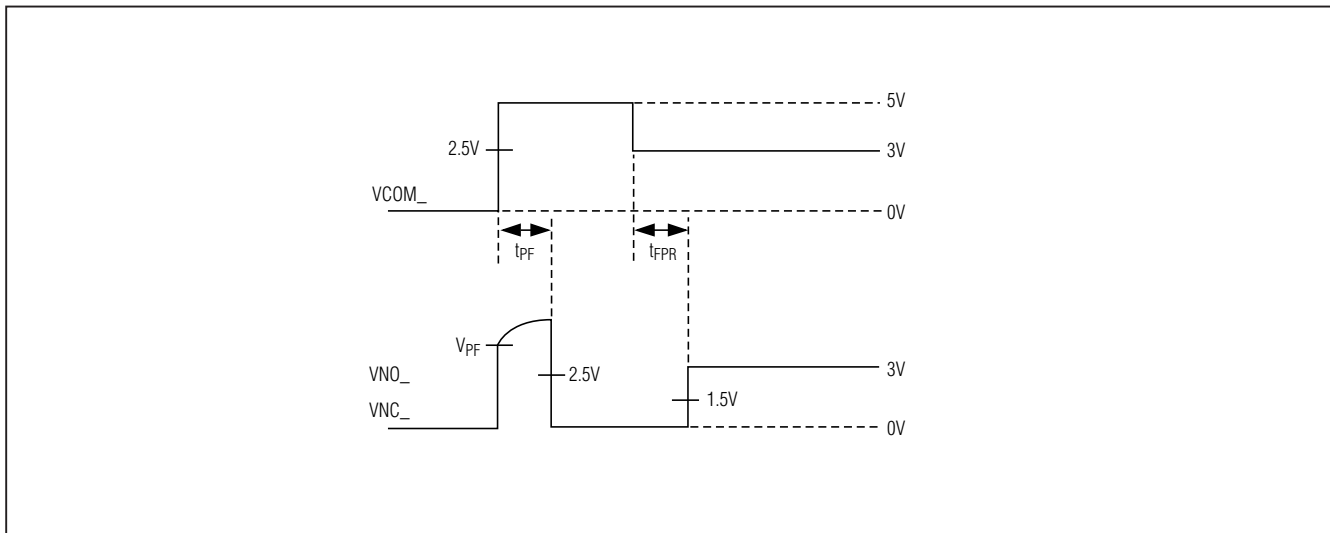 5V
2.5V
3V
VCOM_
0V
tPF
tFPR
VPF
VNO_
2.5V
3V
1.5V
VNC_
0V